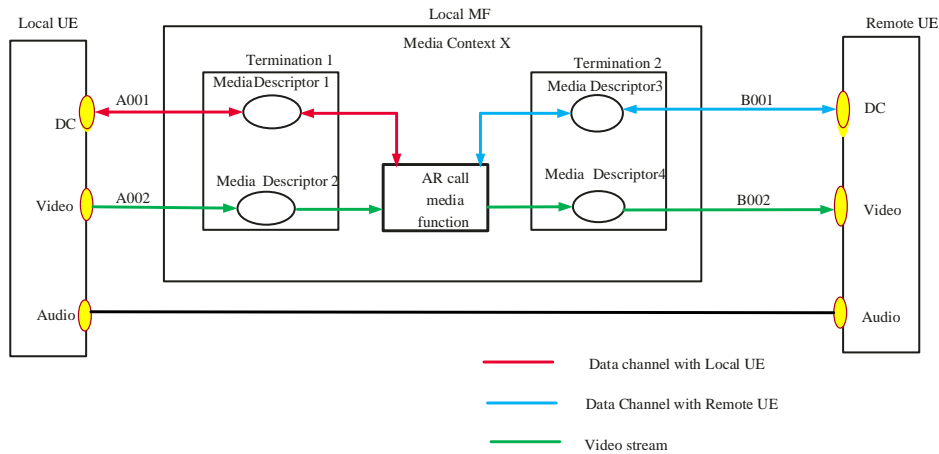 Local MF
Local UE
Remote UE
Media Context X
Termination 1
Termination 2
MediaDescriptor 1
Media Descriptor3
A001
B001
DC
DC
Media Descriptor 2
AR call
media
function
Media Descriptor4
A002
B002
Video
Video
Audio
Audio
Data channel with Local UE
Data Channel with Remote UE
Video stream